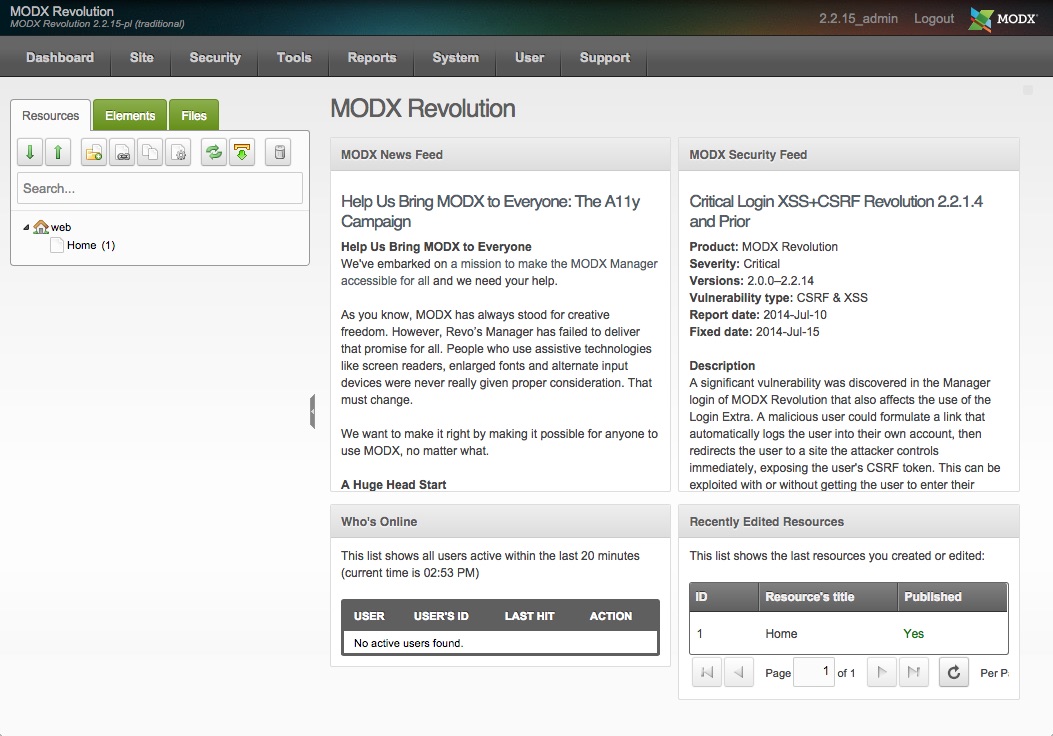 MODX Revolution
MODX Revolution 2.2.15-pl (traditional)
2.2.15_admin
Logout
MODX
Dashboard
Site
Security
Tools
Reports
System
User
Support
Resources
Elements
Files
Search...
web
Home (1)
MODX Revolution
MODX News Feed
Help Us Bring MODX to Everyone: The A11y
Campaign
Help Us Bring MODX to Everyone
We've embarked on a mission to make the MODX Manager
accessible for all and we need your help.
As you know, MODX has always stood for creative
freedom. However, Revo's Manager has failed to deliver
that promise for all. People who use assistive technologies
like screen readers, enlarged fonts and alternate input
devices were never really given proper consideration. That
must change.
We want to make it right by making it possible for anyone to
use MODX, no matter what.
A Huge Head Start
MODX Security Feed
Critical Login XSS+CSRF Revolution 2.2.1.4
and Prior
Product: MODX Revolution
Severity: Critical
Versions: 2.0.0–2.2.14
Vulnerability type: CSRF & XSS
Report date: 2014-Jul-10
Fixed date: 2014-Jul-15
Description
A significant vulnerability was discovered in the Manager
login of MODX Revolution that also affects the use of the
Login Extra. A malicious user could formulate a link that
automatically logs the user into their own account, then
redirects the user to a site the attacker controls
immediately, exposing the user's CSRF token. This can be
exploited with or without getting the user to enter their
Who's Online
This list shows all users active within the last 20 minutes
(current time is 02:53 PM)
USER USER'S ID LAST HIT ACTION
No active users found.
Recently Edited Resources
This list shows the last resources you created or edited:
ID Resource's title Published
1 Home Yes
Page 1 of 1 Per P